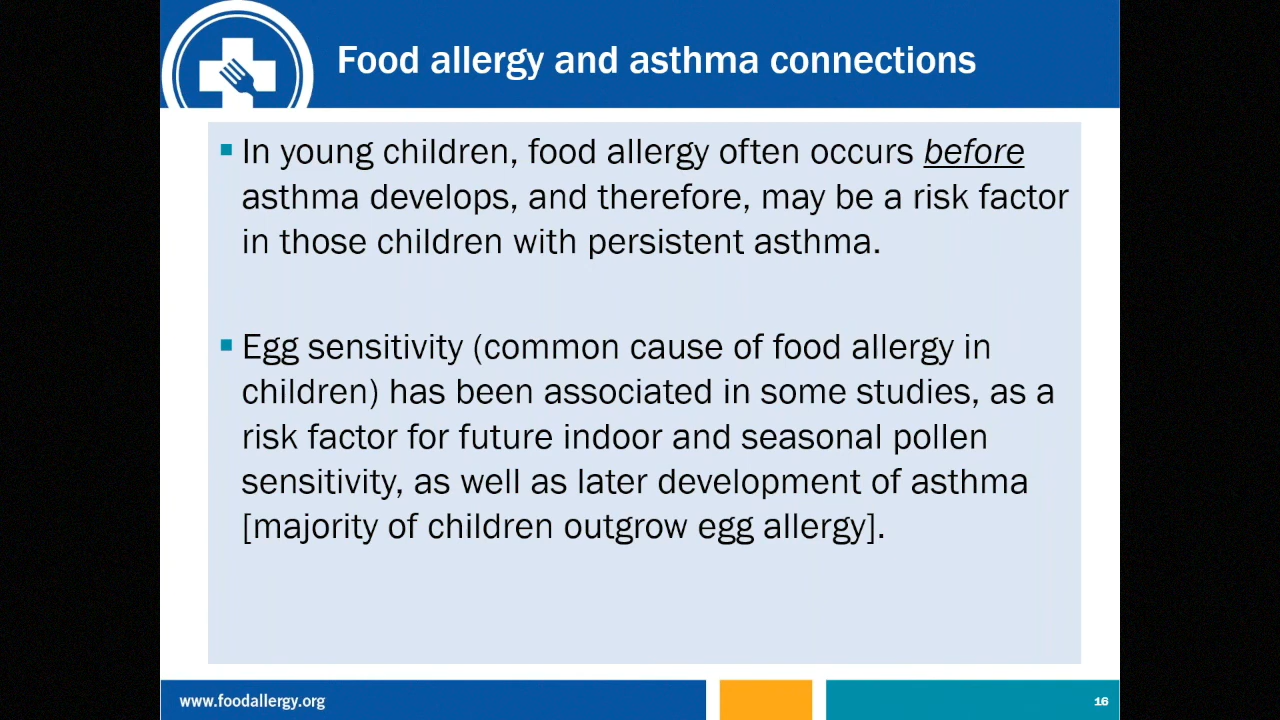 Food allergy and asthma connections
▪ In young children, food allergy often occurs before
asthma develops, and therefore, may be a risk factor
in those children with persistent asthma.
▪ Egg sensitivity (common cause of food allergy in
children) has been associated in some studies, as a
risk factor for future indoor and seasonal pollen
sensitivity, as well as later development of asthma
[majority of children outgrow egg allergy].
www.foodallergy.org
16